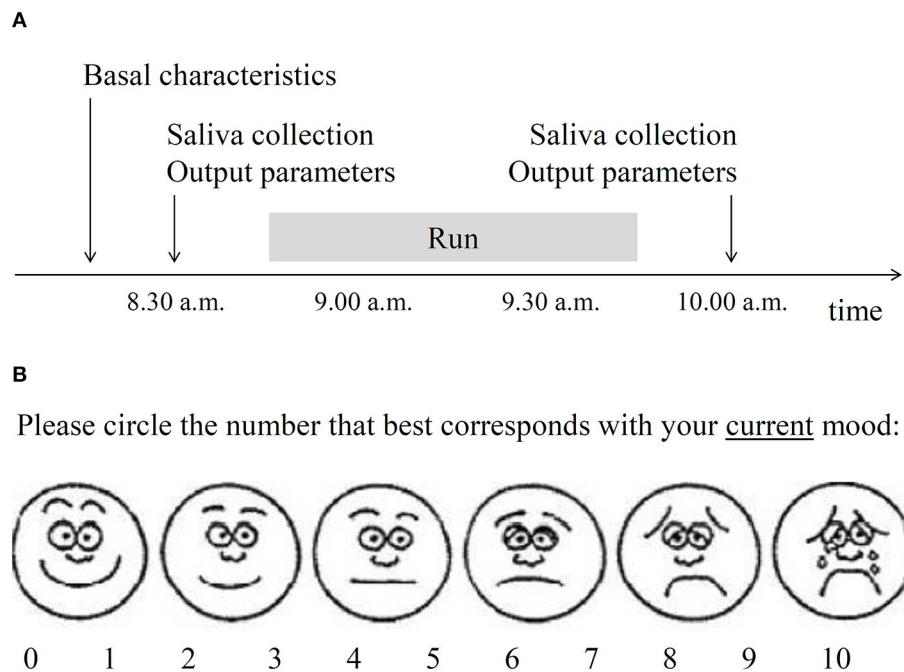 A
Basal characteristics
Saliva collection Saliva collection
Output parameters Output parameters
Run
8.30 a.m. 9.00 a.m. 9.30 a.m. 10.00 a.m. time
B
Please circle the number that best corresponds with your current mood:
0 1 2 3 4 5 6 7 8 9 10